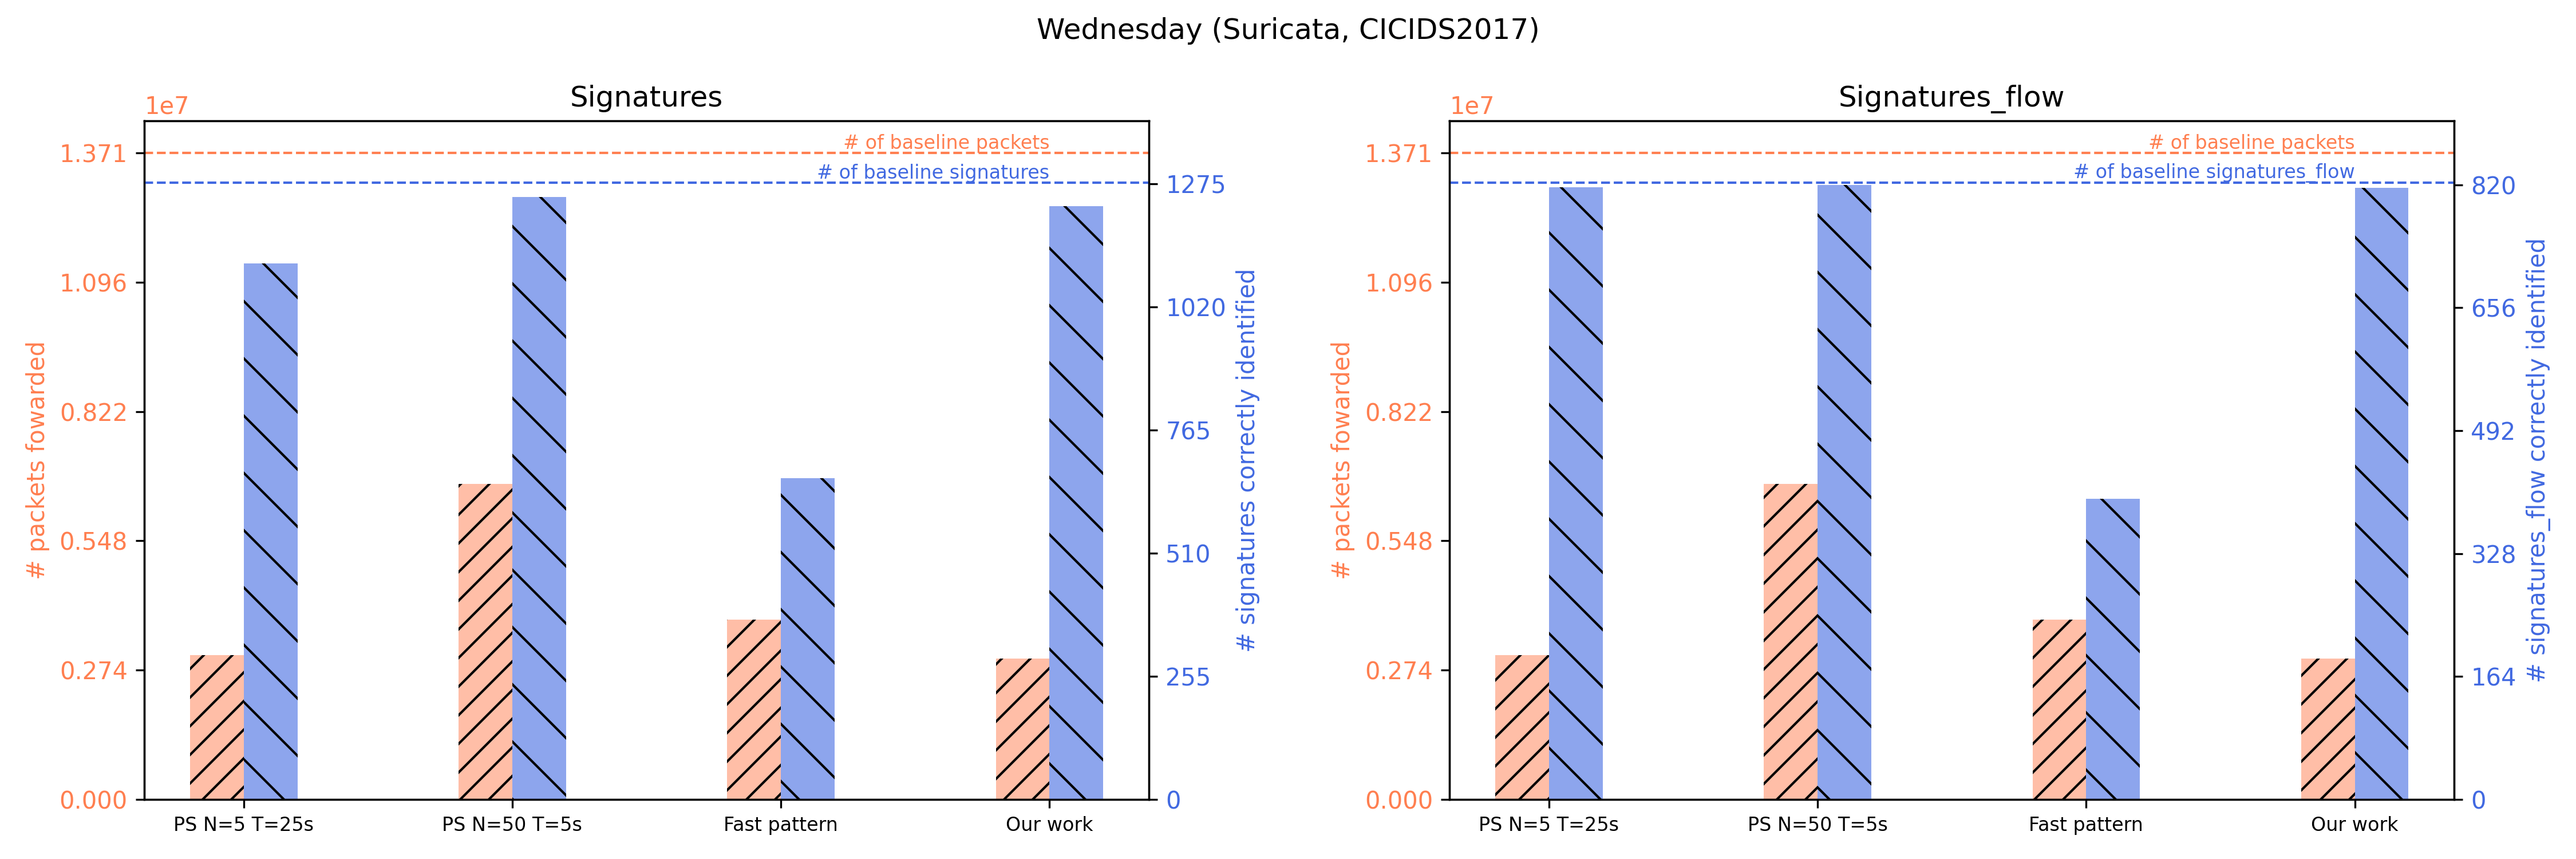 Wednesday (Suricata, CICIDS2017)
Signatures
1e7
# of baseline packets
# of baseline signatures
1.371
1.096
0.822
0.548
0.274
0.000
# packets fowarded
1275
1020
765
510
255
0
# signatures correctly identified
PS N=5 T=25s
PS N=50 T=5s
Fast pattern
Our work
Signatures_flow
1e7
# of baseline packets
# of baseline signatures_flow
1.371
1.096
0.822
0.548
0.274
0.000
# packets fowarded
820
656
492
328
164
0
# signatures_flow correctly identified
PS N=5 T=25s
PS N=50 T=5s
Fast pattern
Our work